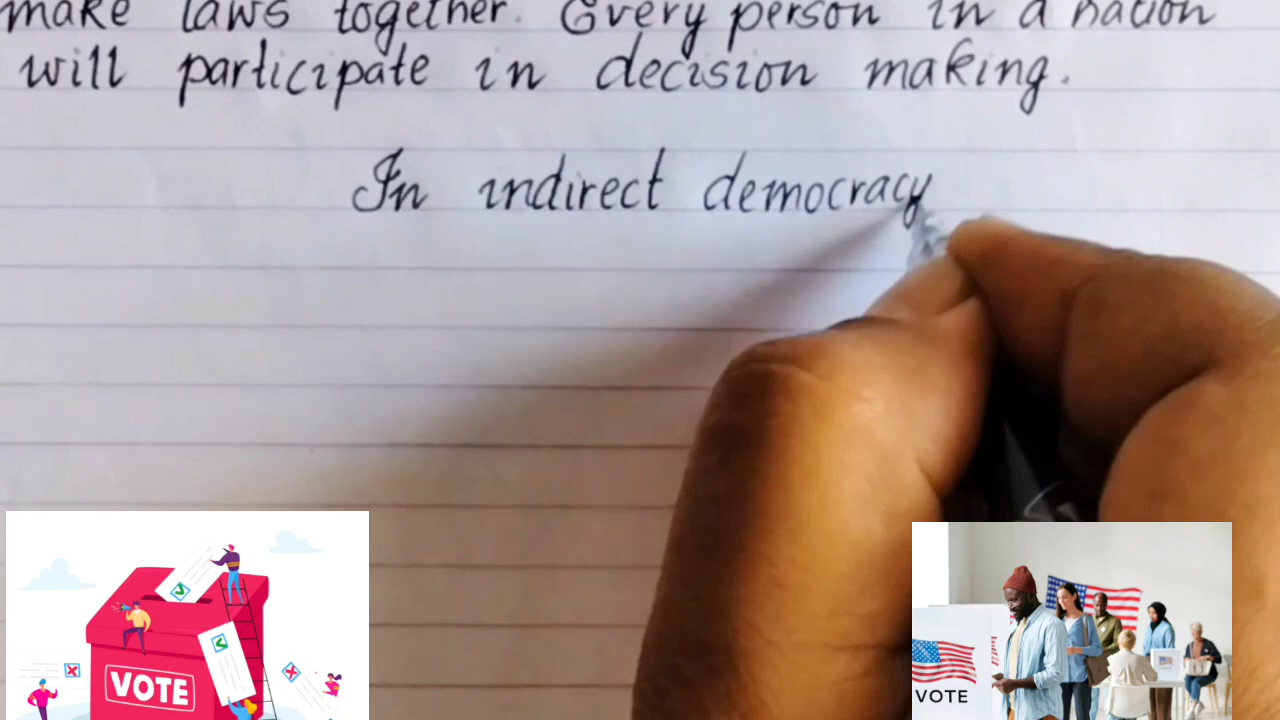 make laws together. Every person in a nation
will participate in decision making.
In indirect democracy
VOTE
VOTE